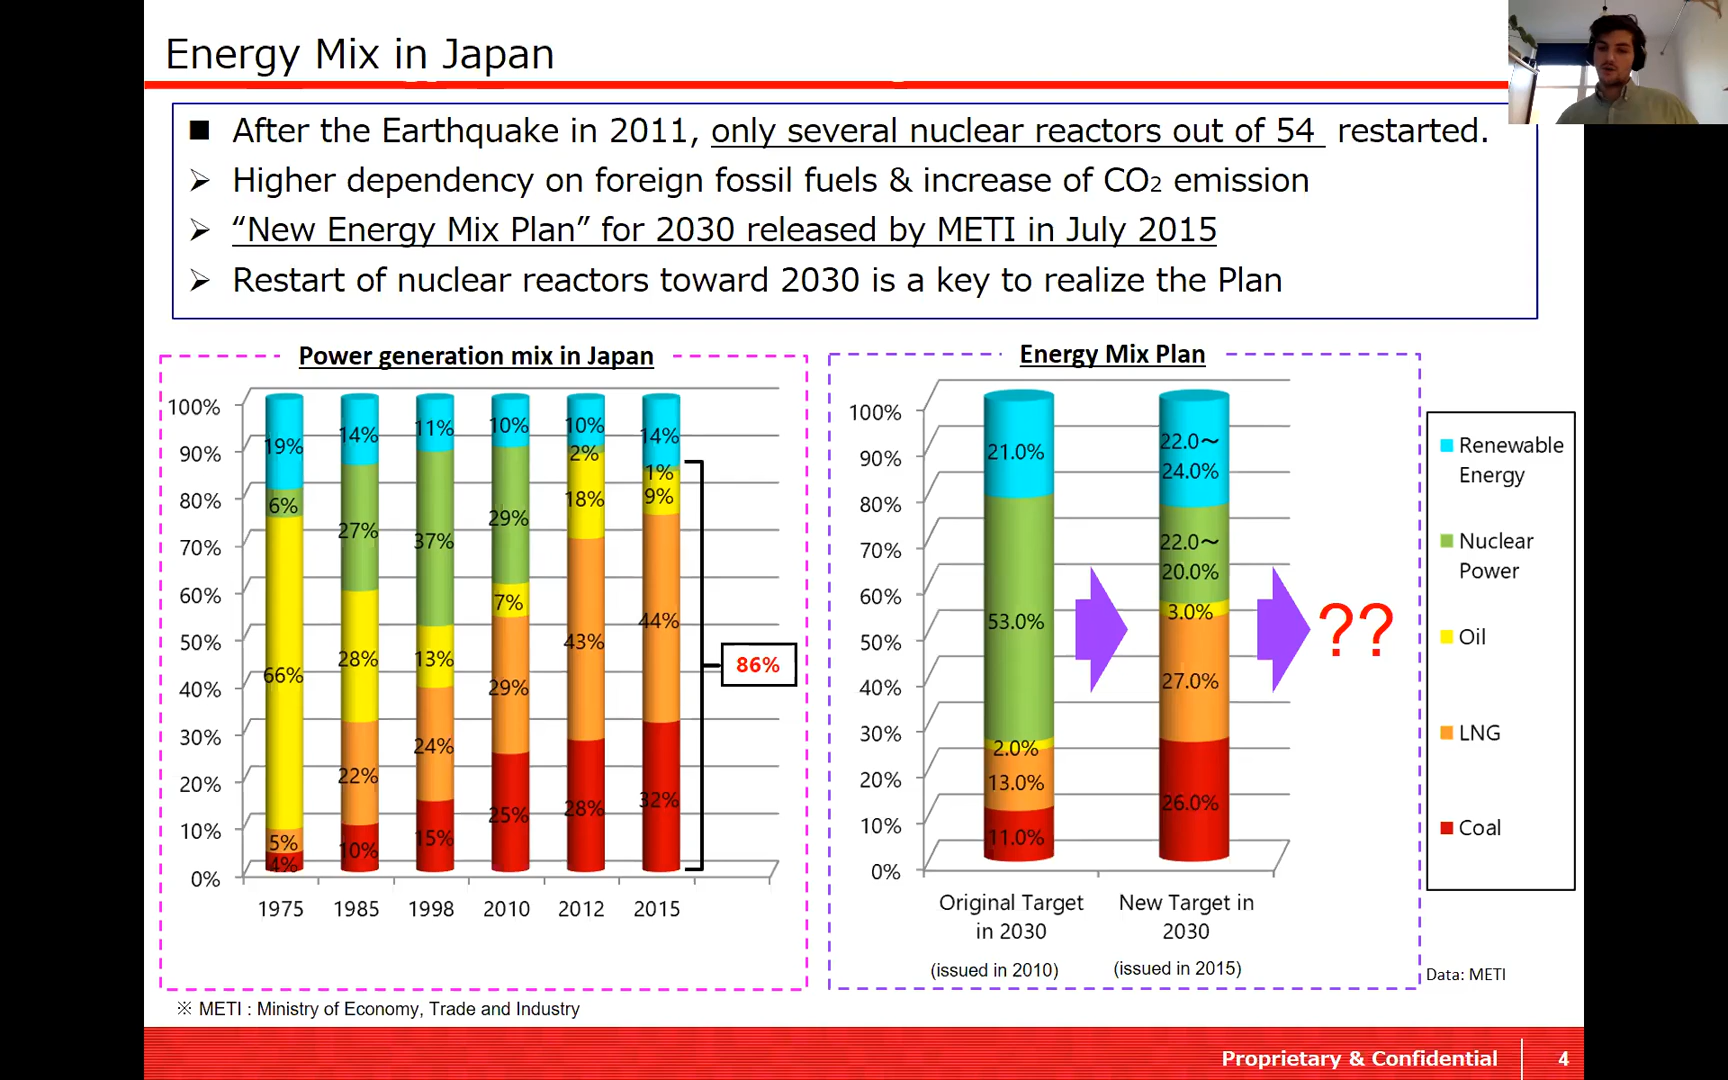 Energy Mix in Japan
■ After the Earthquake in 2011, only several nuclear reactors out of 54 restarted.
➢ Higher dependency on foreign fossil fuels & increase of CO₂ emission
➢ “New Energy Mix Plan” for 2030 released by METI in July 2015
➢ Restart of nuclear reactors toward 2030 is a key to realize the Plan
Power generation mix in Japan
100%
90%
80%
70%
60%
50%
40%
30%
20%
10%
0%
19%
6%
66%
5%
4%
14%
27%
28%
22%
10%
11%
37%
13%
24%
15%
10%
29%
7%
29%
25%
10%
2%
18%
43%
28%
14%
1%
9%
44%
32%
86%
1975 1985 1998 2010 2012 2015
Energy Mix Plan
100%
90%
80%
70%
60%
50%
40%
30%
20%
10%
0%
21.0%
53.0%
2.0%
13.0%
11.0%
22.0～
24.0%
22.0～
20.0%
3.0%
27.0%
26.0%
??
Original Target
in 2030
(issued in 2010)
New Target in
2030
(issued in 2015)
Renewable
Energy
Nuclear
Power
Oil
LNG
Coal
Data: METI
※ METI : Ministry of Economy, Trade and Industry
Proprietary & Confidential
4